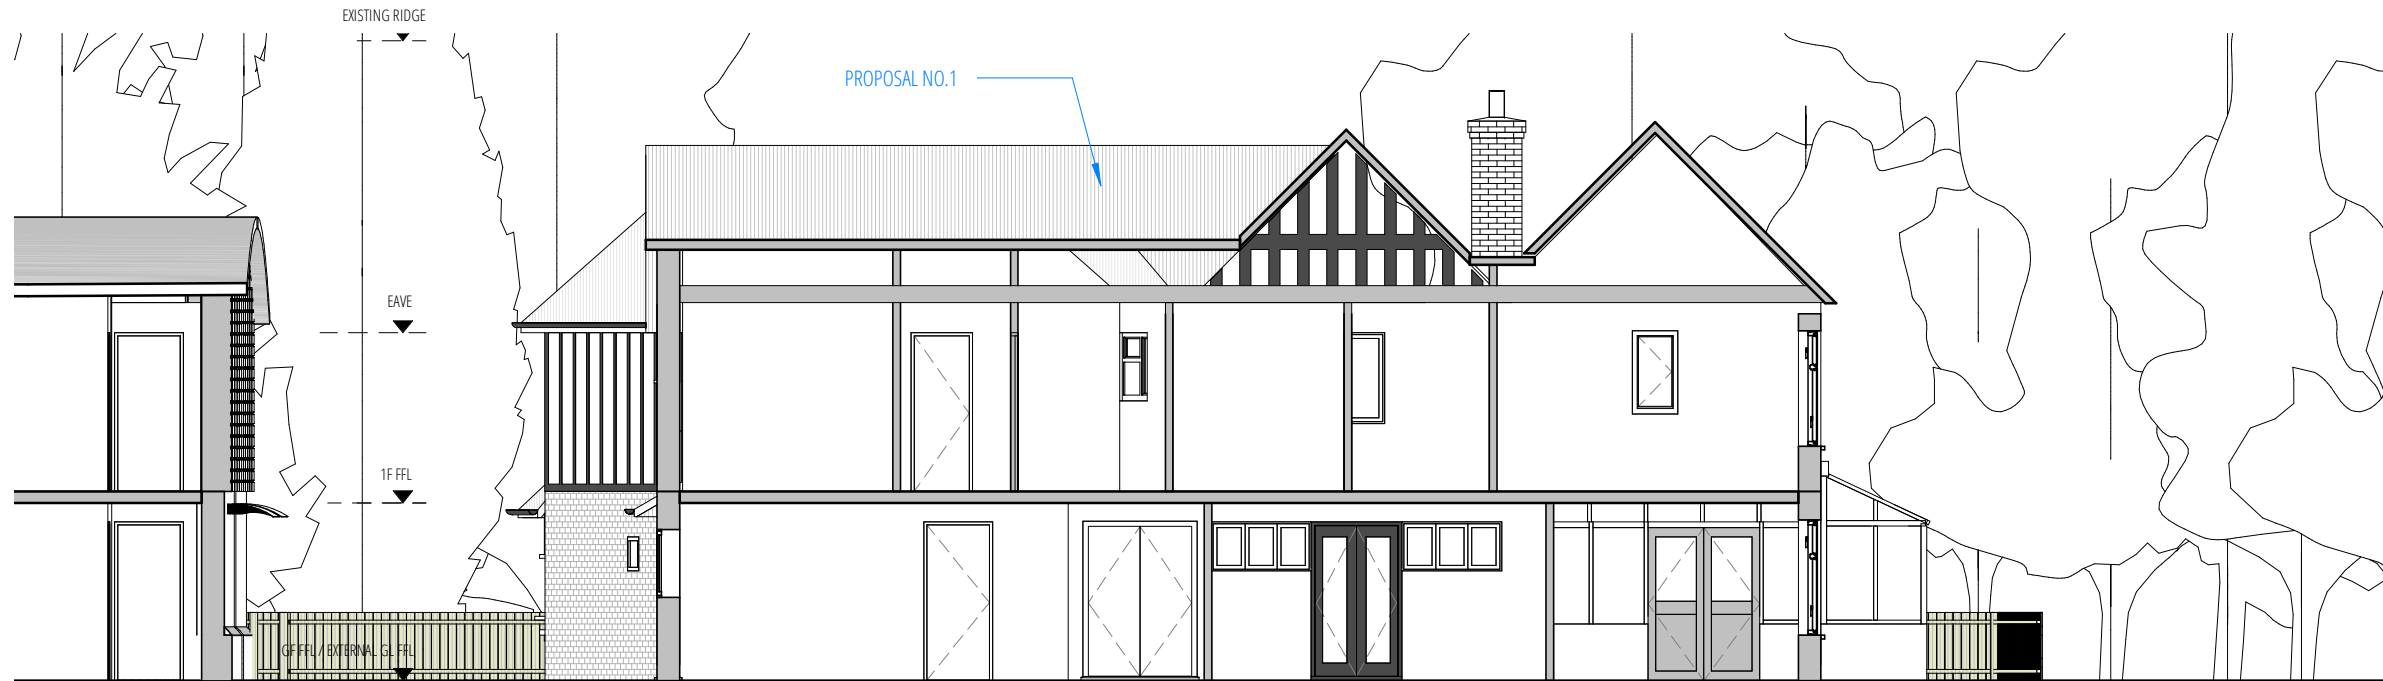 EXISTING RIDGE
PROPOSAL NO.1
EAVE
1F FFL
GF FFL / EXTERNAL GL FFL